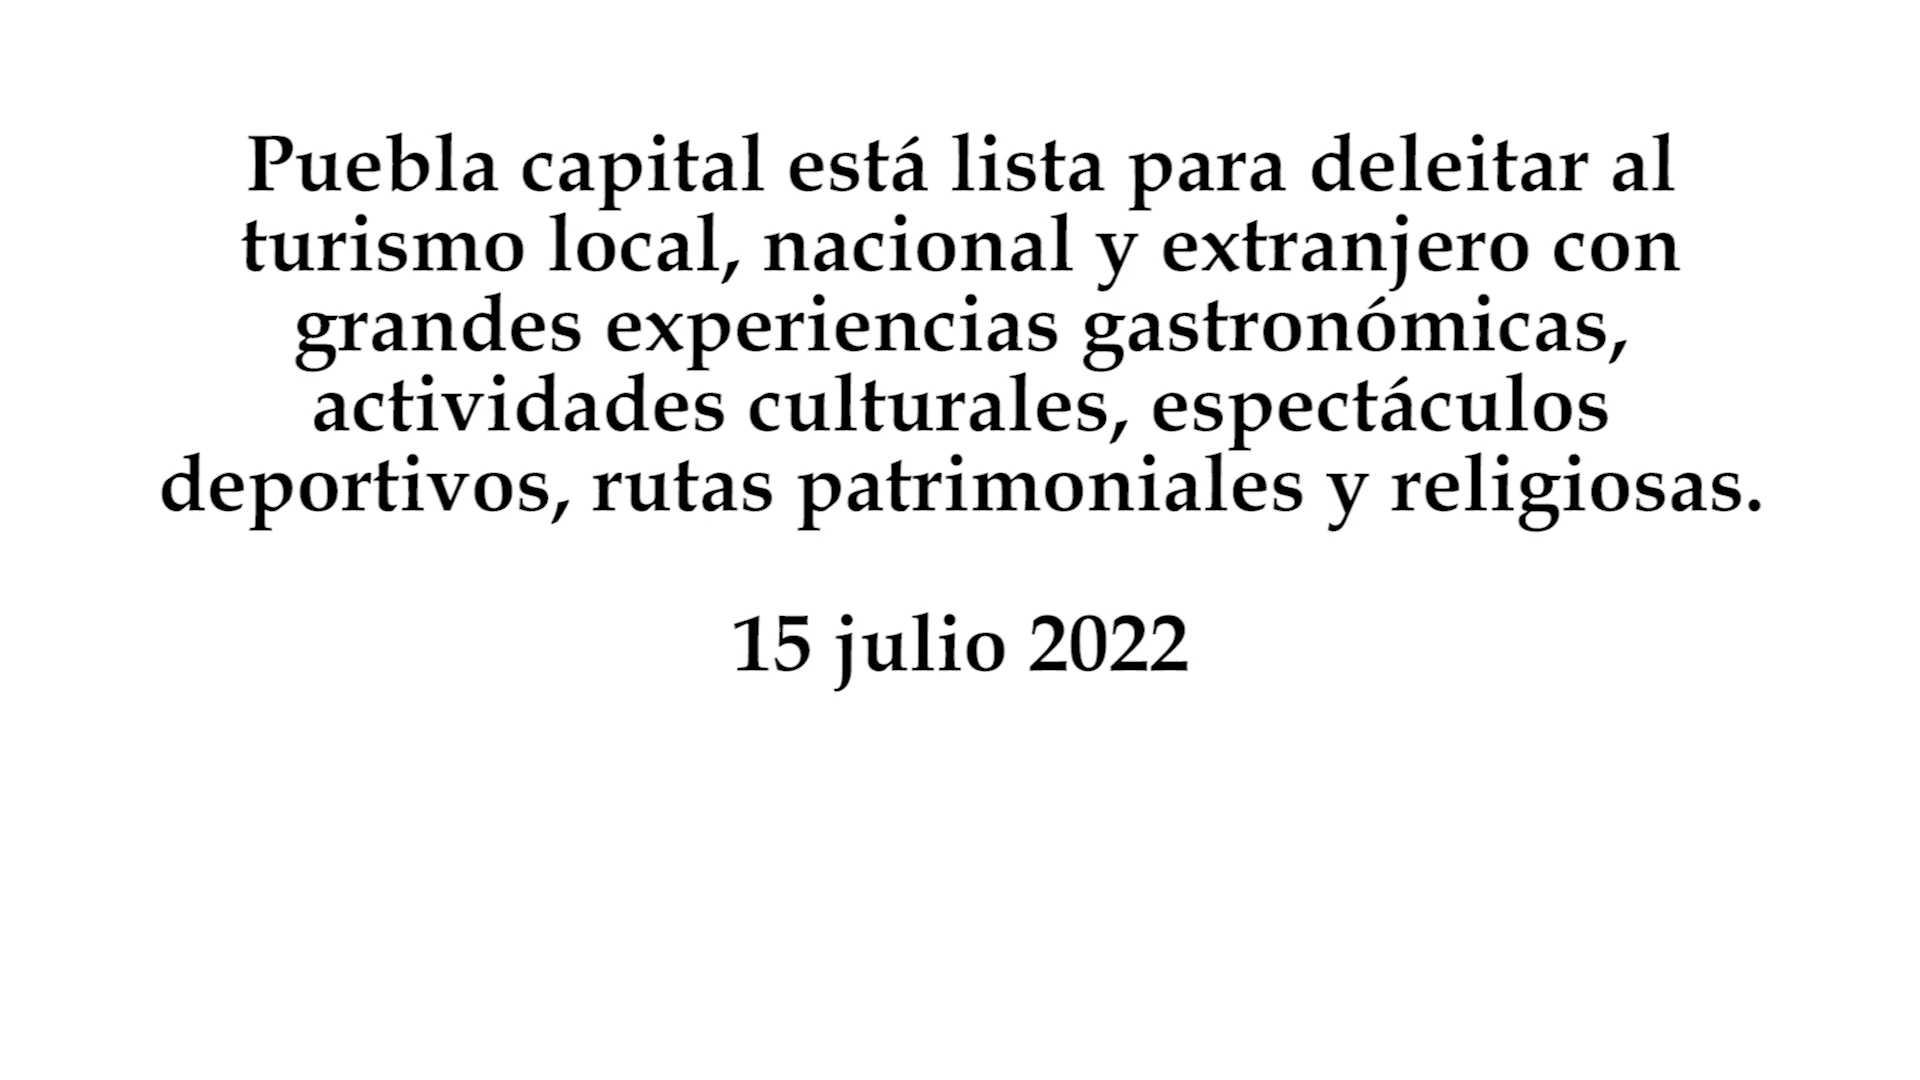 Puebla capital está lista para deleitar al
turismo local, nacional y extranjero con
grandes experiencias gastronómicas,
actividades culturales, espectáculos
deportivos, rutas patrimoniales y religiosas.
15 julio 2022